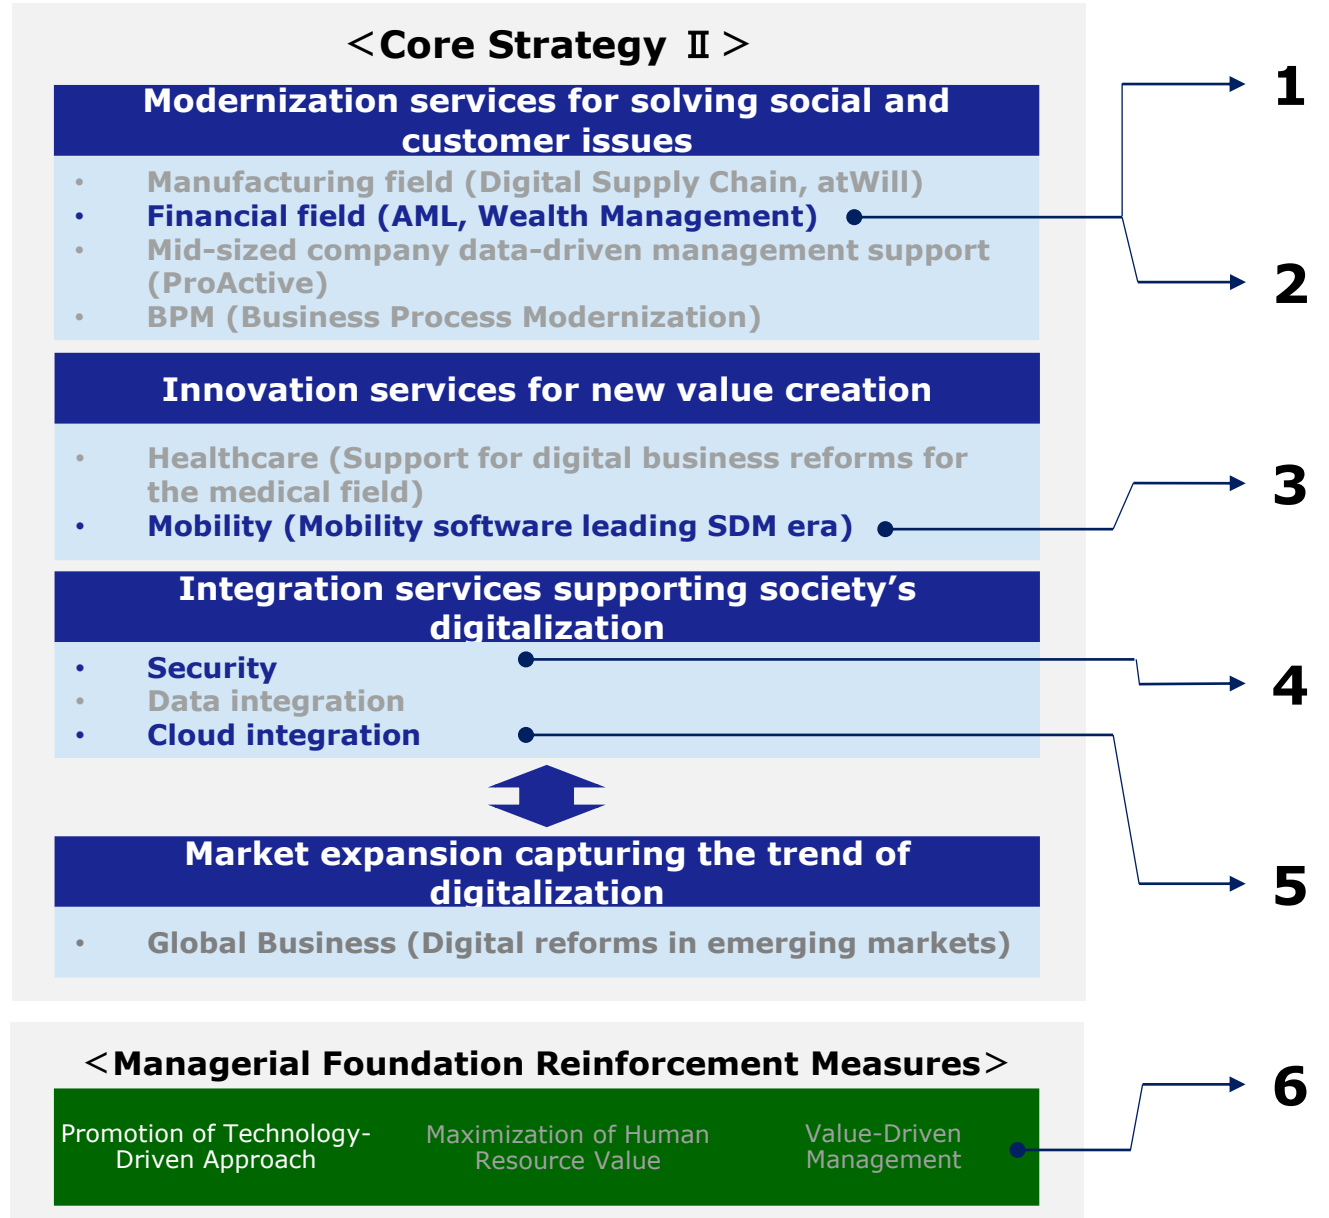 ＜Core Strategy Ⅱ＞
Modernization services for solving social and
customer issues
• Manufacturing field (Digital Supply Chain, atWill)
• Financial field (AML, Wealth Management)
• Mid-sized company data-driven management support
(ProActive)
• BPM (Business Process Modernization)
1
2
Innovation services for new value creation
• Healthcare (Support for digital business reforms for
the medical field)
• Mobility (Mobility software leading SDM era)
3
Integration services supporting society’s
digitalization
• Security
• Data integration
• Cloud integration
4
5
Market expansion capturing the trend of
digitalization
• Global Business (Digital reforms in emerging markets)
＜Managerial Foundation Reinforcement Measures＞
Promotion of Technology-
Driven Approach
Maximization of Human
Resource Value
Value-Driven
Management
6